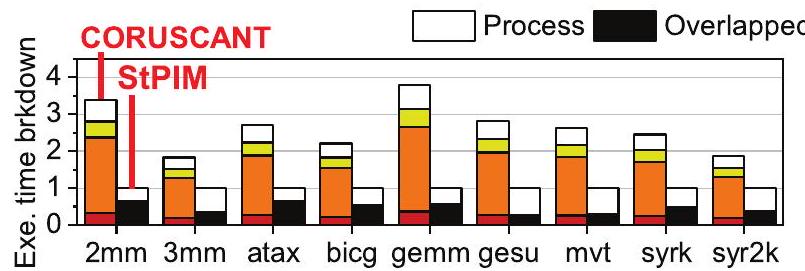 Process Overlapped
CORUSCANT
StPIM
Exe. time brkdown
4
3
2
1
0
2mm 3mm atax bicg gemm gesu mvt syrk syr2k